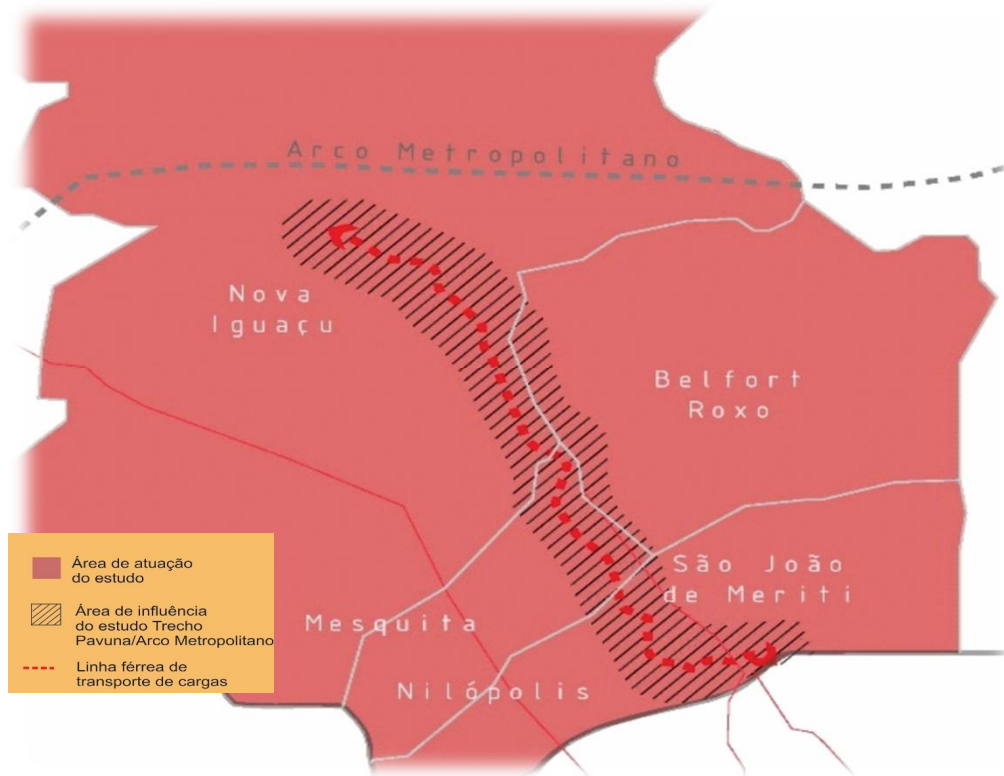 Arco Metropolitano
Nova
Iguaçu
Belfort
Roxo
São João
de Meriti
Mesquita
Nilópolis
Área de atuação
do estudo
Área de influência
do estudo Trecho
Pavuna/Arco Metropolitano
Linha férrea de
transporte de cargas